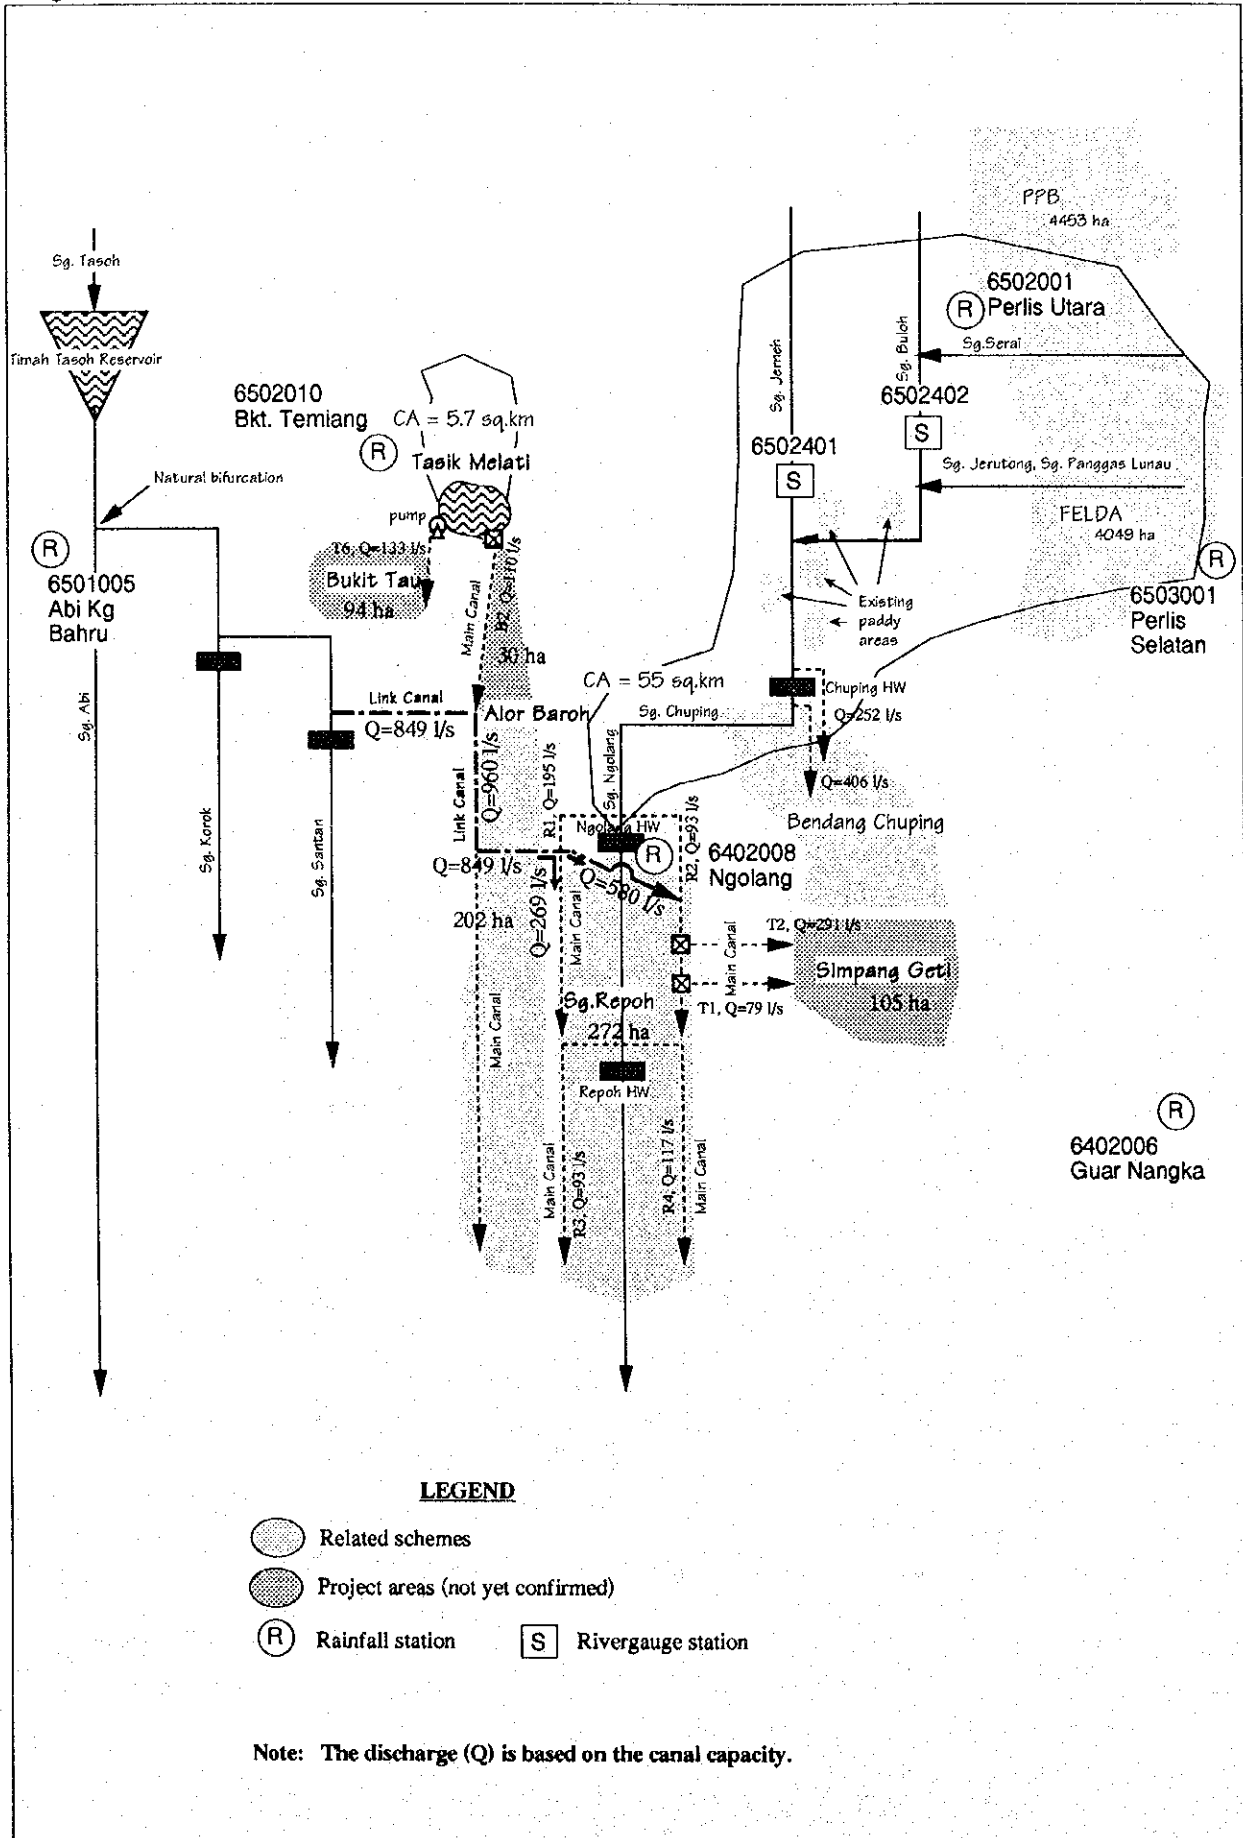 PPB
4453 ha
Sg. Tasoh
6502001
Perlis Utara
R
Timah Tasoh Reservoir
Sg. Jemeh
Sg. Buloh
Sg.Serai
6502010
Bkt. Temiang
CA = 5.7 sq.km
6502402
S
R
Tasik Melati
6502401
S
Sg. Jerutong, Sg. Panggas Lunau
Natural bifurcation
pump
FELDA
4049 ha
R
T6, Q=133 l/s
R
6501005
Abi Kg
Bahru
Bukit Tau
94 ha
Main Canal
30 ha
Existing
paddy
areas
6503001
Perlis
Selatan
CA = 55 sq.km
Chuping HW
Link Canal
Alor Baroh
Sg. Chuping
Q=252 l/s
Sg. Abi
Q=849 l/s
Link Canal
Q=960 l/s
R1, Q=195 l/s
Sg. Ngolang
Q=406 l/s
Bendang Chuping
Ngolang HW
R
R2, Q=93 l/s
6402008
Ngolang
Sg. Korok
Sg. Santan
Q=849 l/s
Q=580 l/s
Q=269 l/s
Main Canal
202 ha
T2, Q=291 l/s
Main Canal
Simpang Geti
105 ha
T1, Q=79 l/s
Sg.Repoh
272 ha
Main Canal
Repoh HW
R
6402006
Guar Nangka
Main Canal
R3, Q=93 l/s
R4, Q=117 l/s
Main Canal
LEGEND
Related schemes
Project areas (not yet confirmed)
R Rainfall station S Rivergauge station
Note: The discharge (Q) is based on the canal capacity.